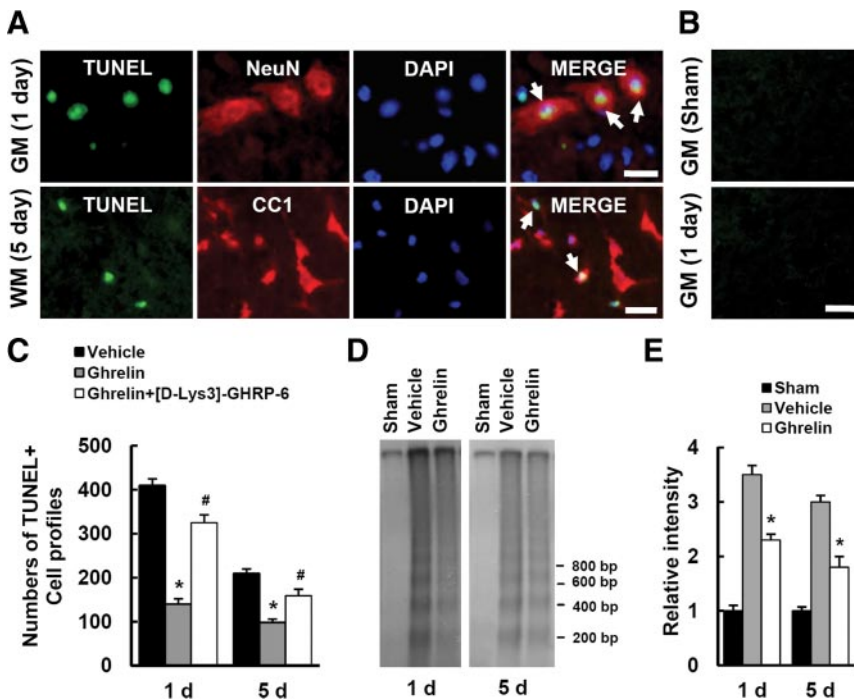 A
B
GM (1 day)
TUNEL
NeuN
DAPI
MERGE
GM (Sham)
WM (5 day)
TUNEL
CC1
DAPI
MERGE
GM (1 day)
C
Vehicle
Ghrelin
Ghrelin+[D-Lys3]-GHRP-6
Numbers of TUNEL+
Cell profiles
500
400
300
200
100
0
*
#
*
#
1 d
5 d
D
Sham
Vehicle
Ghrelin
Sham
Vehicle
Ghrelin
800 bp
600 bp
400 bp
200 bp
1 d
5 d
E
Sham
Vehicle
Ghrelin
Relative intensity
4
3
2
1
0
*
*
1 d
5 d